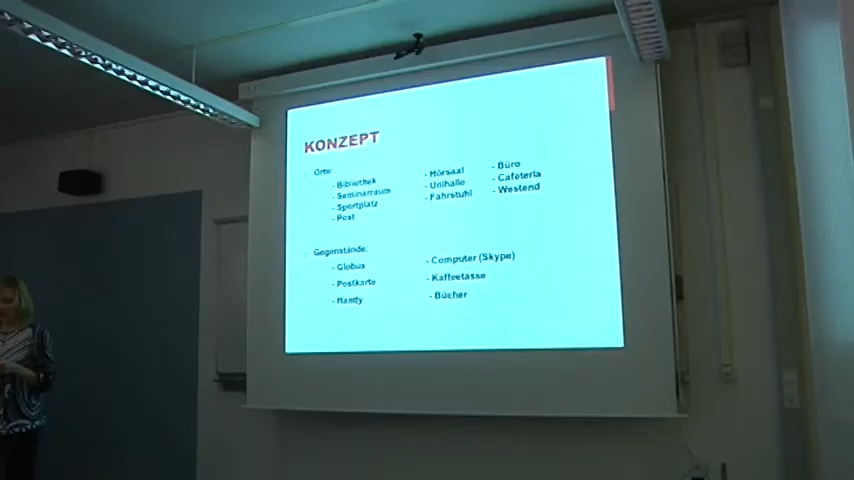 KONZEPT
Orte:
- Bibliothek
- Seminarraum
- Sportplatz
- Post
- Hörsaal
- Unihalle
- Fahrstuhl
- Büro
- Cafeteria
- Westend
Gegenstände:
- Globus
- Postkarte
- Handy
- Computer (Skype)
- Kaffeetasse
- Bücher